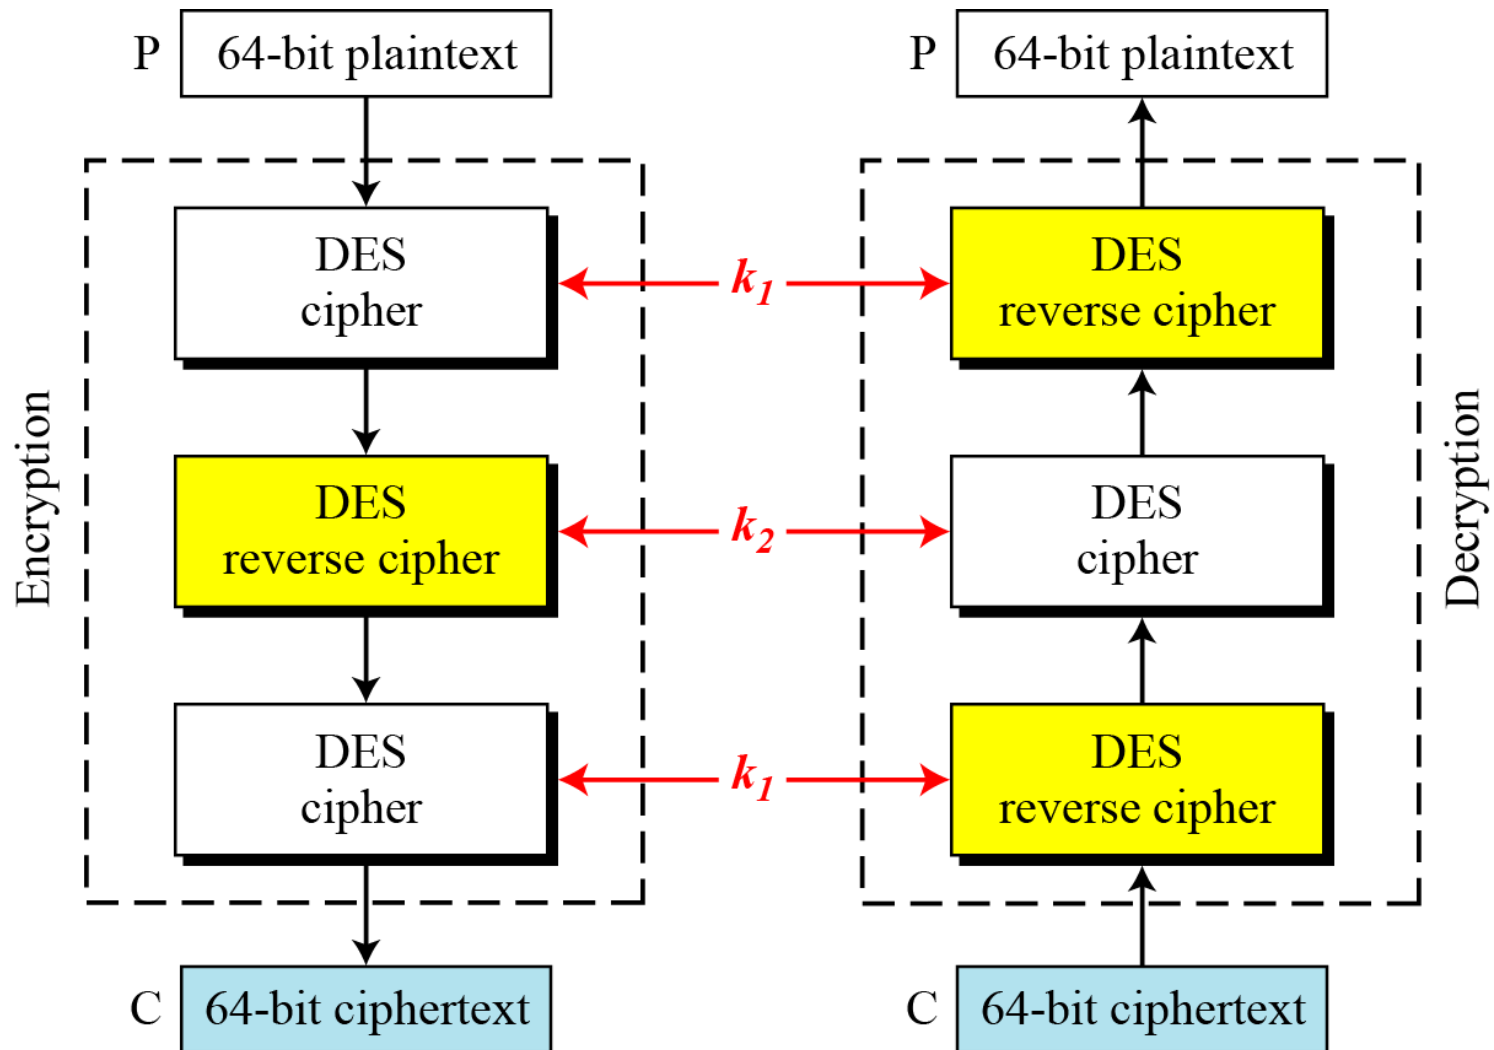 P 64-bit plaintext
P 64-bit plaintext
Encryption
DES
cipher
k1
DES
reverse cipher
DES
reverse cipher
k2
DES
cipher
DES
cipher
k1
DES
reverse cipher
Decryption
C 64-bit ciphertext
C 64-bit ciphertext